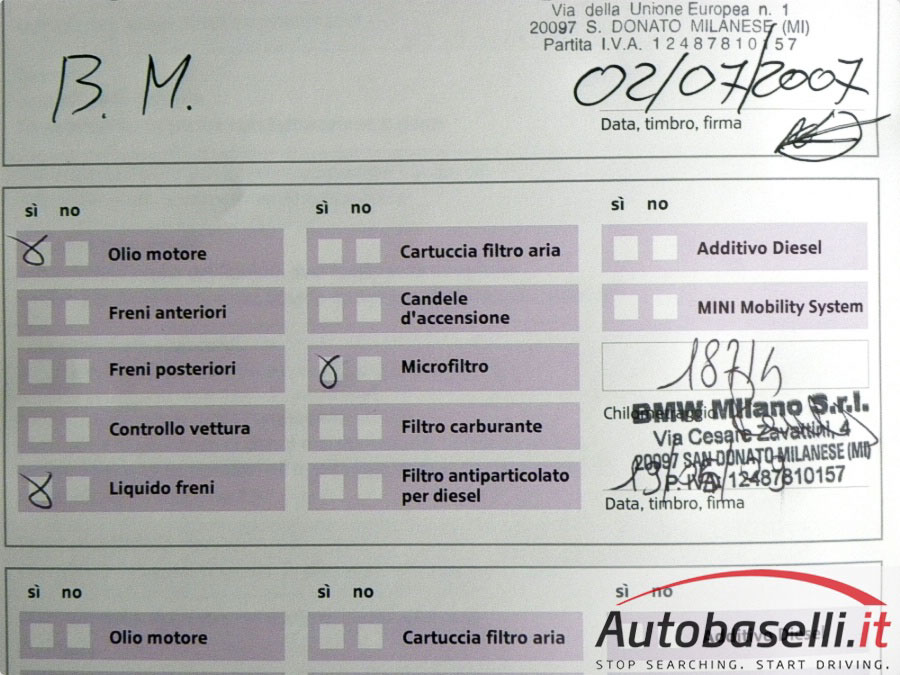 Via della Unione Europea n. 1
20097 S. DONATO MILANESE (MI)
Partita I.V.A. 12487810157
B. M.
02/07/2007
Data, timbro, firma
sì no
Olio motore
Freni anteriori
Freni posteriori
Controllo vettura
Liquido freni
sì no
Cartuccia filtro aria
Candele
d'accensione
Microfiltro
Filtro carburante
Filtro antiparticolato
per diesel
sì no
Additivo Diesel
MINI Mobility System
Chilometraggio
BMW Milano S.r.l.
Via Cesare Zavattini, 4
20097 SAN DONATO MILANESE (MI)
P. IVA: 12487810157
Data, timbro, firma
sì no
Olio motore
sì no
Cartuccia filtro aria
sì no
Additivo Diesel
Autobaselli.it
STOP SEARCHING. START DRIVING.